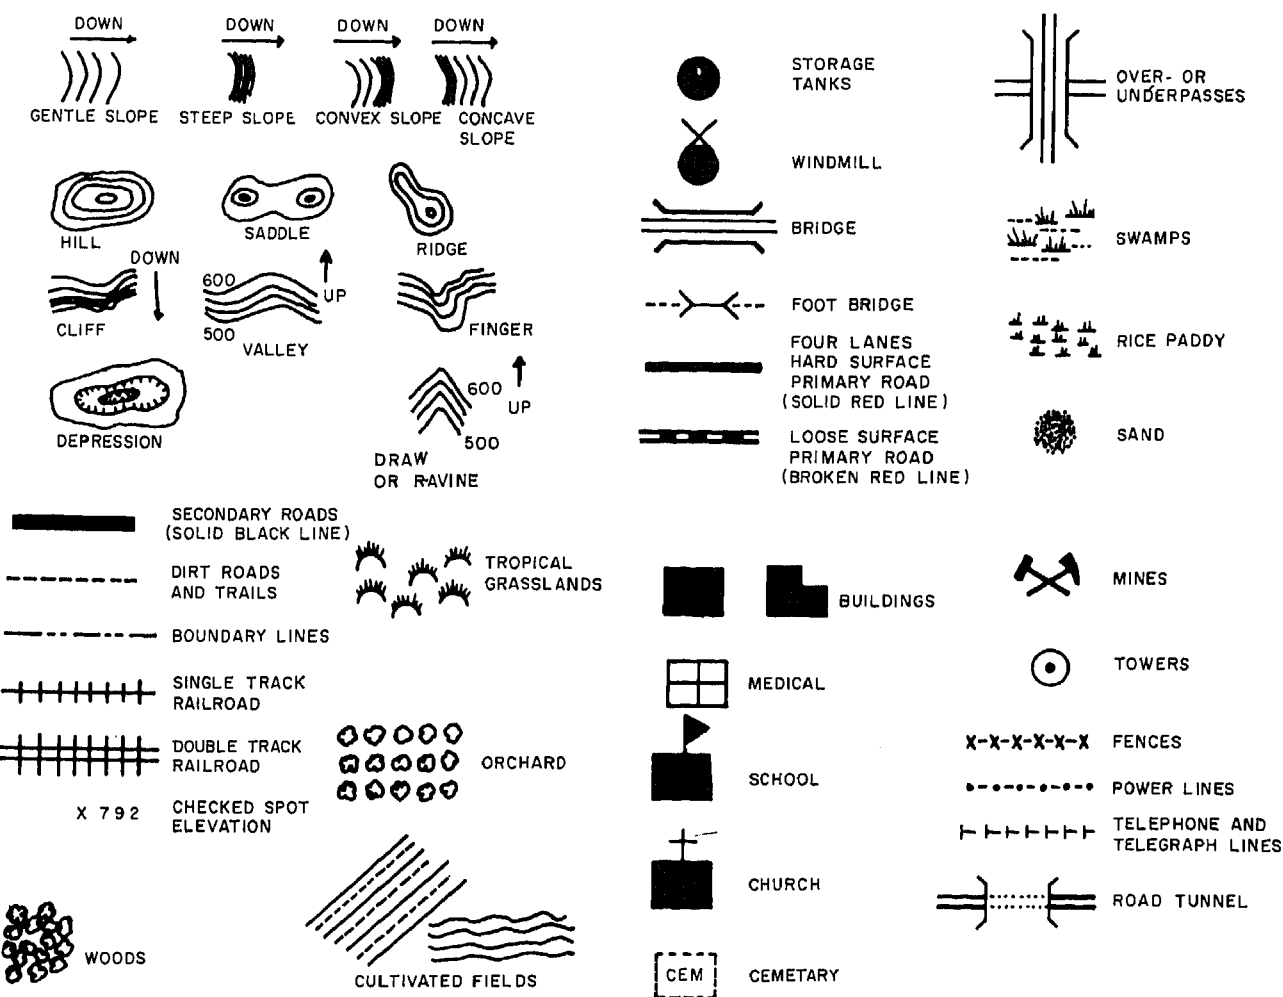 DOWN
GENTLE SLOPE
DOWN
STEEP SLOPE
DOWN
CONVEX SLOPE
DOWN
CONCAVE
SLOPE
HILL
SADDLE
RIDGE
DOWN
CLIFF
600
500
UP
VALLEY
FINGER
DEPRESSION
600
500
UP
DRAW
OR RAVINE
SECONDARY ROADS
(SOLID BLACK LINE)
DIRT ROADS
AND TRAILS
BOUNDARY LINES
SINGLE TRACK
RAILROAD
DOUBLE TRACK
RAILROAD
X 792
CHECKED SPOT
ELEVATION
WOODS
TROPICAL
GRASSLANDS
ORCHARD
CULTIVATED FIELDS
STORAGE
TANKS
WINDMILL
BRIDGE
FOOT BRIDGE
FOUR LANES
HARD SURFACE
PRIMARY ROAD
(SOLID RED LINE)
LOOSE SURFACE
PRIMARY ROAD
(BROKEN RED LINE)
BUILDINGS
MEDICAL
SCHOOL
CHURCH
CEM
CEMETARY
OVER- OR
UNDERPASSES
SWAMPS
RICE PADDY
SAND
MINES
TOWERS
X-X-X-X-X-X
FENCES
POWER LINES
TELEPHONE AND
TELEGRAPH LINES
ROAD TUNNEL